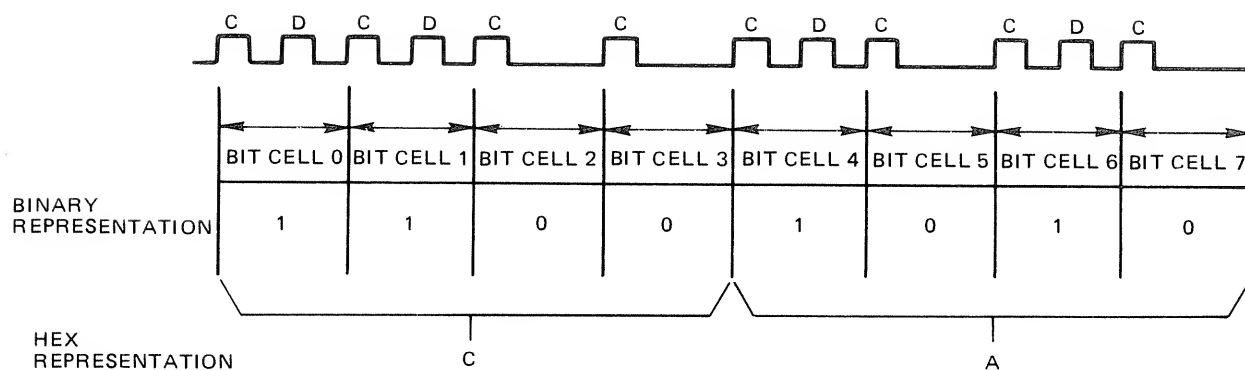 C D C D C C C D C C D C
BIT CELL 0 BIT CELL 1 BIT CELL 2 BIT CELL 3 BIT CELL 4 BIT CELL 5 BIT CELL 6 BIT CELL 7
BINARY
REPRESENTATION
1 1 0 0 1 0 1 0
HEX
REPRESENTATION
C A